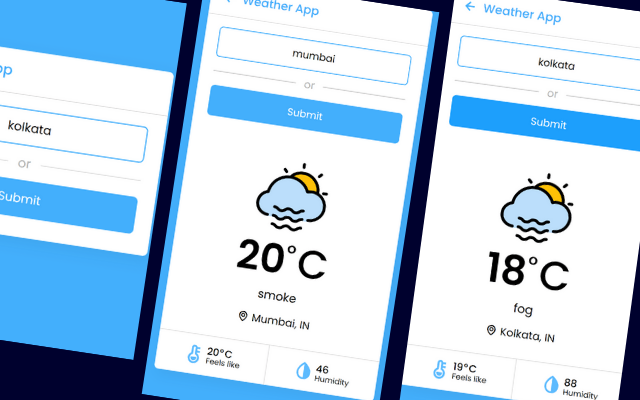 pp
kolkata
or
Submit
Weather App
mumbai
or
Submit
20°C
smoke
Mumbai, IN
20°C
Feels like
46
Humidity
Weather App
kolkata
or
Submit
18°C
fog
Kolkata, IN
19°C
Feels like
88
Humidity